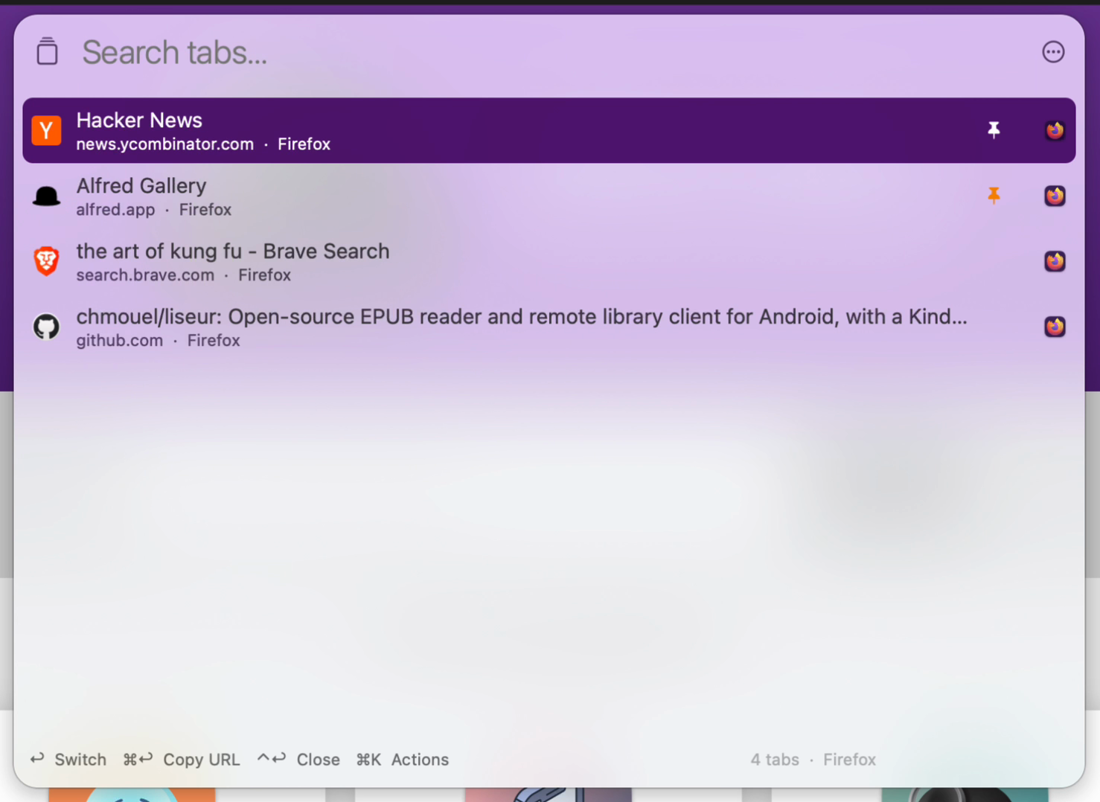 Search tabs...
Y
Hacker News
news.ycombinator.com · Firefox
Alfred Gallery
alfred.app · Firefox
the art of kung fu - Brave Search
search.brave.com · Firefox
chmouel/liseur: Open-source EPUB reader and remote library client for Android, with a Kind...
github.com · Firefox
↩ Switch ⌘↩ Copy URL ^↩ Close ⌘K Actions 4 tabs · Firefox